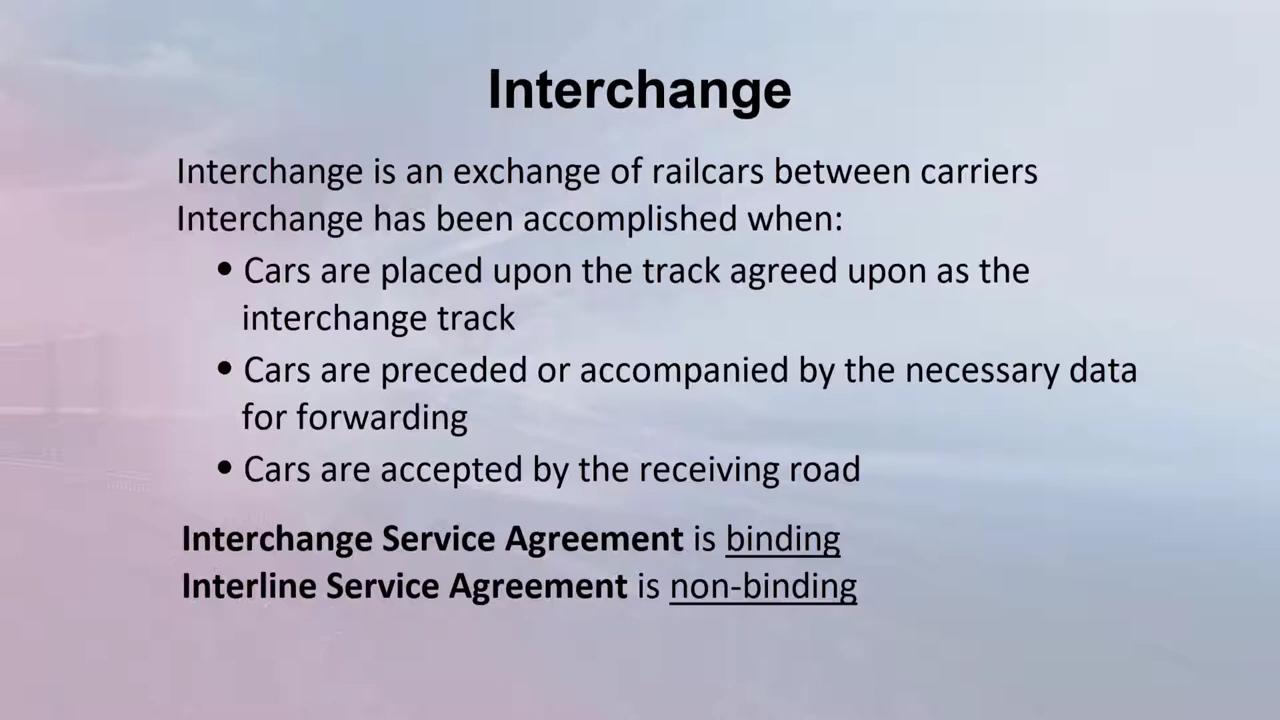 Interchange
Interchange is an exchange of railcars between carriers
Interchange has been accomplished when:
• Cars are placed upon the track agreed upon as the
interchange track
• Cars are preceded or accompanied by the necessary data
for forwarding
• Cars are accepted by the receiving road
Interchange Service Agreement is binding
Interline Service Agreement is non-binding